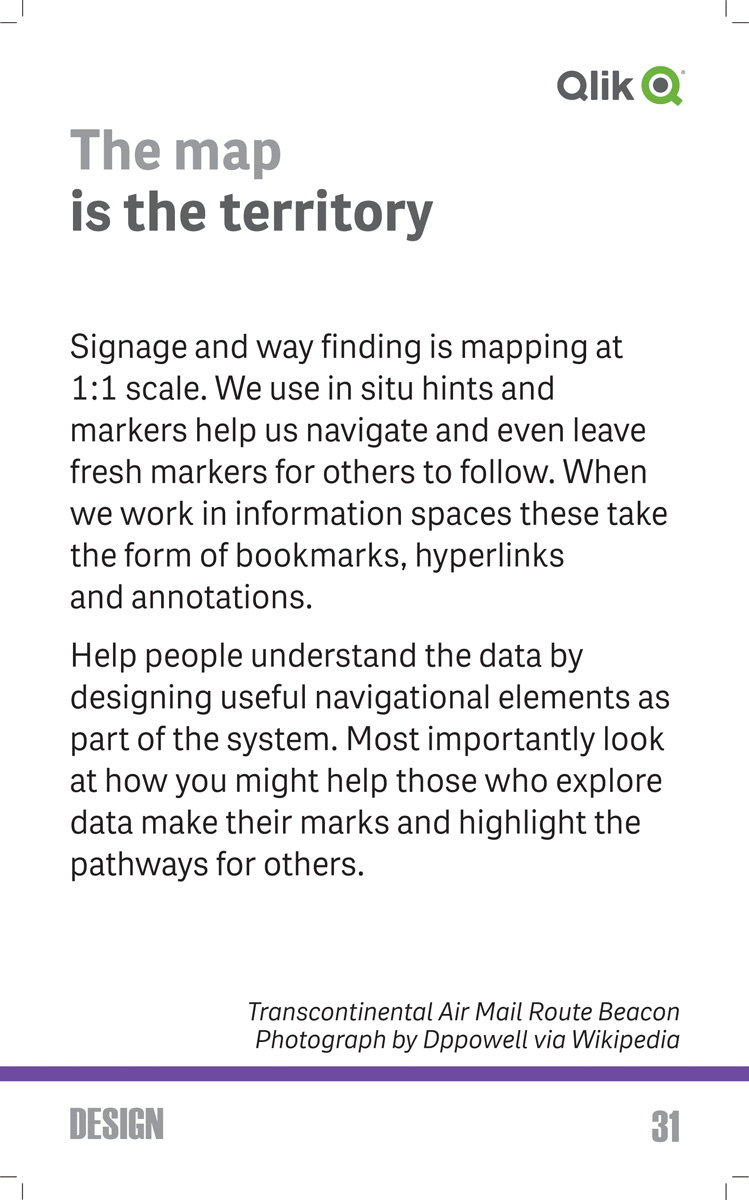 Qlik
The map
is the territory
Signage and way finding is mapping at
1:1 scale. We use in situ hints and
markers help us navigate and even leave
fresh markers for others to follow. When
we work in information spaces these take
the form of bookmarks, hyperlinks
and annotations.
Help people understand the data by
designing useful navigational elements as
part of the system. Most importantly look
at how you might help those who explore
data make their marks and highlight the
pathways for others.
Transcontinental Air Mail Route Beacon
Photograph by Dppowell via Wikipedia
DESIGN
31